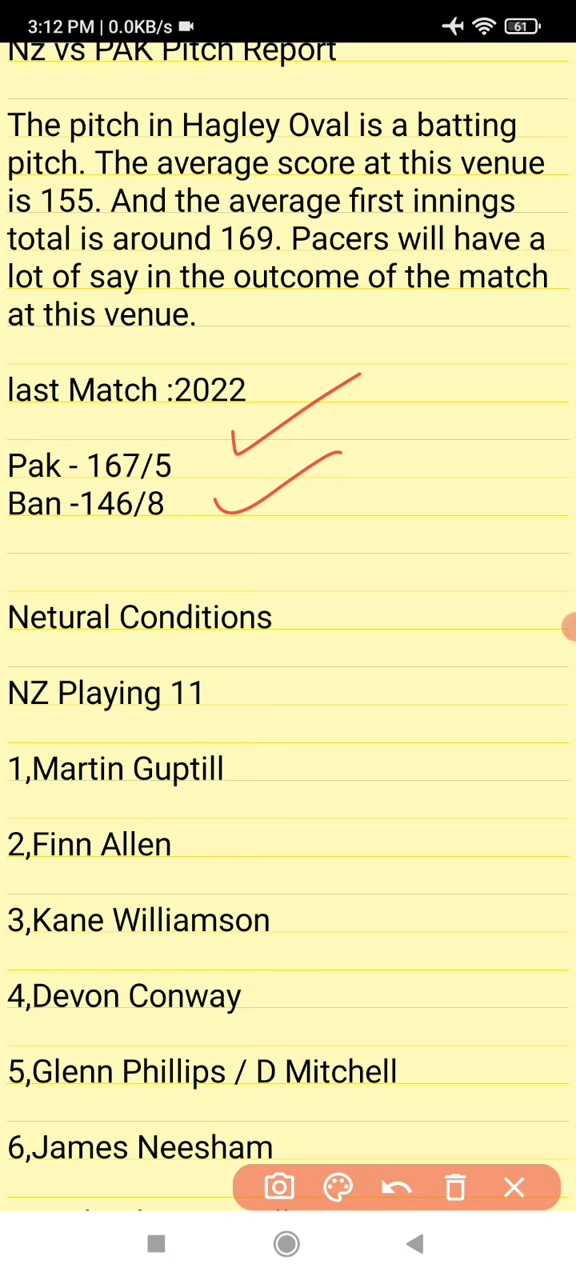 3:12 PM | 0.0KB/s
61
Nz vs PAK Pitch Report
The pitch in Hagley Oval is a batting
pitch. The average score at this venue
is 155. And the average first innings
total is around 169. Pacers will have a
lot of say in the outcome of the match
at this venue.
last Match :2022
Pak - 167/5
Ban -146/8
Netural Conditions
NZ Playing 11
1,Martin Guptill
2,Finn Allen
3,Kane Williamson
4,Devon Conway
5,Glenn Phillips / D Mitchell
6,James Neesham